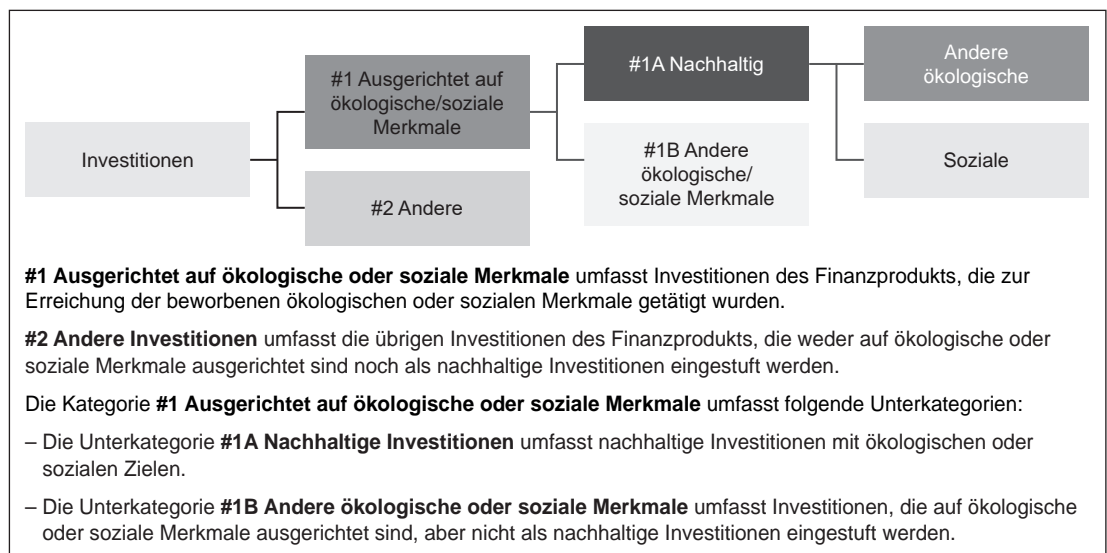 Investitionen
#1 Ausgerichtet auf
ökologische/soziale
Merkmale
#2 Andere
#1A Nachhaltig
#1B Andere
ökologische/
soziale Merkmale
Andere
ökologische
Soziale
#1 Ausgerichtet auf ökologische oder soziale Merkmale umfasst Investitionen des Finanzprodukts, die zur
Erreichung der beworbenen ökologischen oder sozialen Merkmale getätigt wurden.
#2 Andere Investitionen umfasst die übrigen Investitionen des Finanzprodukts, die weder auf ökologische oder
soziale Merkmale ausgerichtet sind noch als nachhaltige Investitionen eingestuft werden.
Die Kategorie #1 Ausgerichtet auf ökologische oder soziale Merkmale umfasst folgende Unterkategorien:
– Die Unterkategorie #1A Nachhaltige Investitionen umfasst nachhaltige Investitionen mit ökologischen oder
sozialen Zielen.
– Die Unterkategorie #1B Andere ökologische oder soziale Merkmale umfasst Investitionen, die auf ökologische
oder soziale Merkmale ausgerichtet sind, aber nicht als nachhaltige Investitionen eingestuft werden.